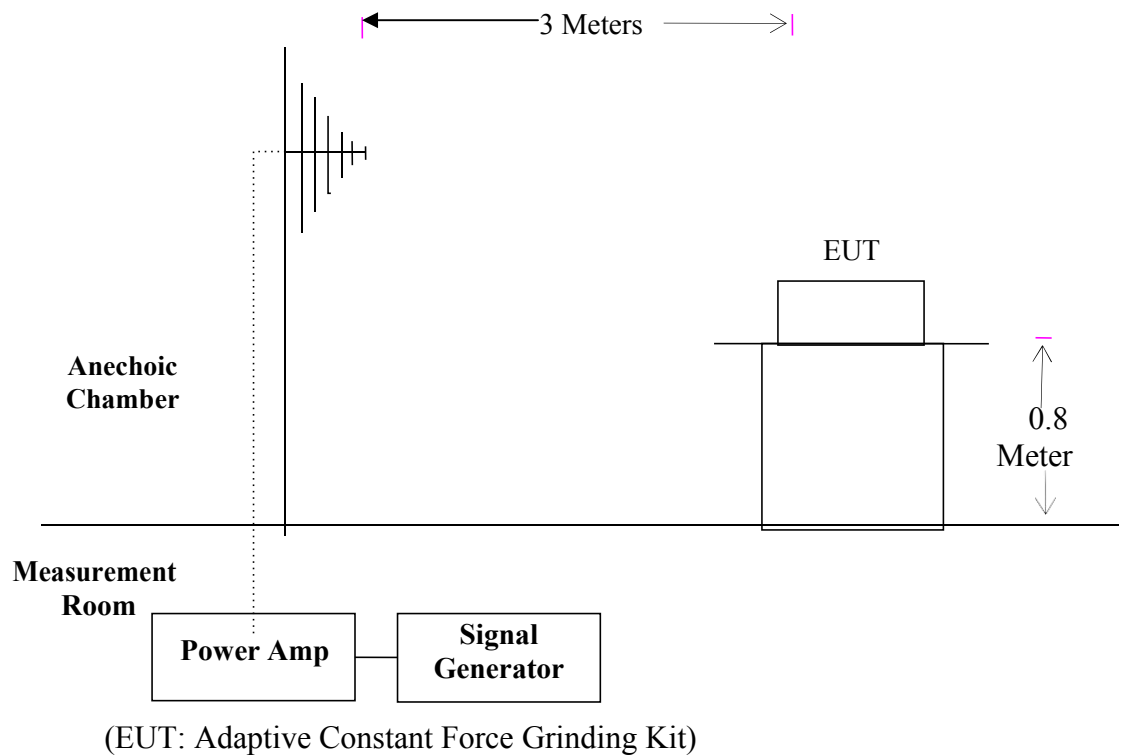 3 Meters
EUT
Anechoic
Chamber
0.8
Meter
Measurement
Room
Power Amp
Signal
Generator
(EUT: Adaptive Constant Force Grinding Kit)